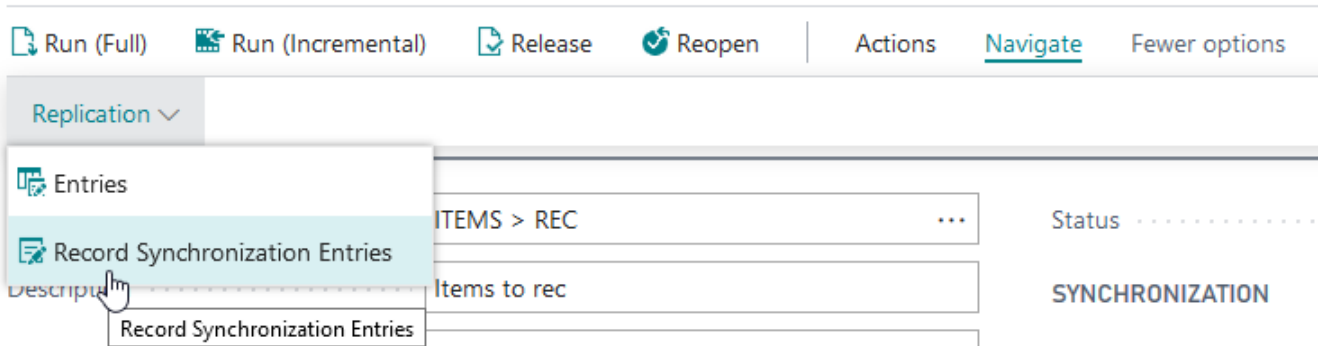 Run (Full) Run (Incremental) Release Reopen Actions Navigate Fewer options
Replication
Entries
ITEMS > REC ... Status
Record Synchronization Entries
Items to rec SYNCHRONIZATION
Record Synchronization Entries